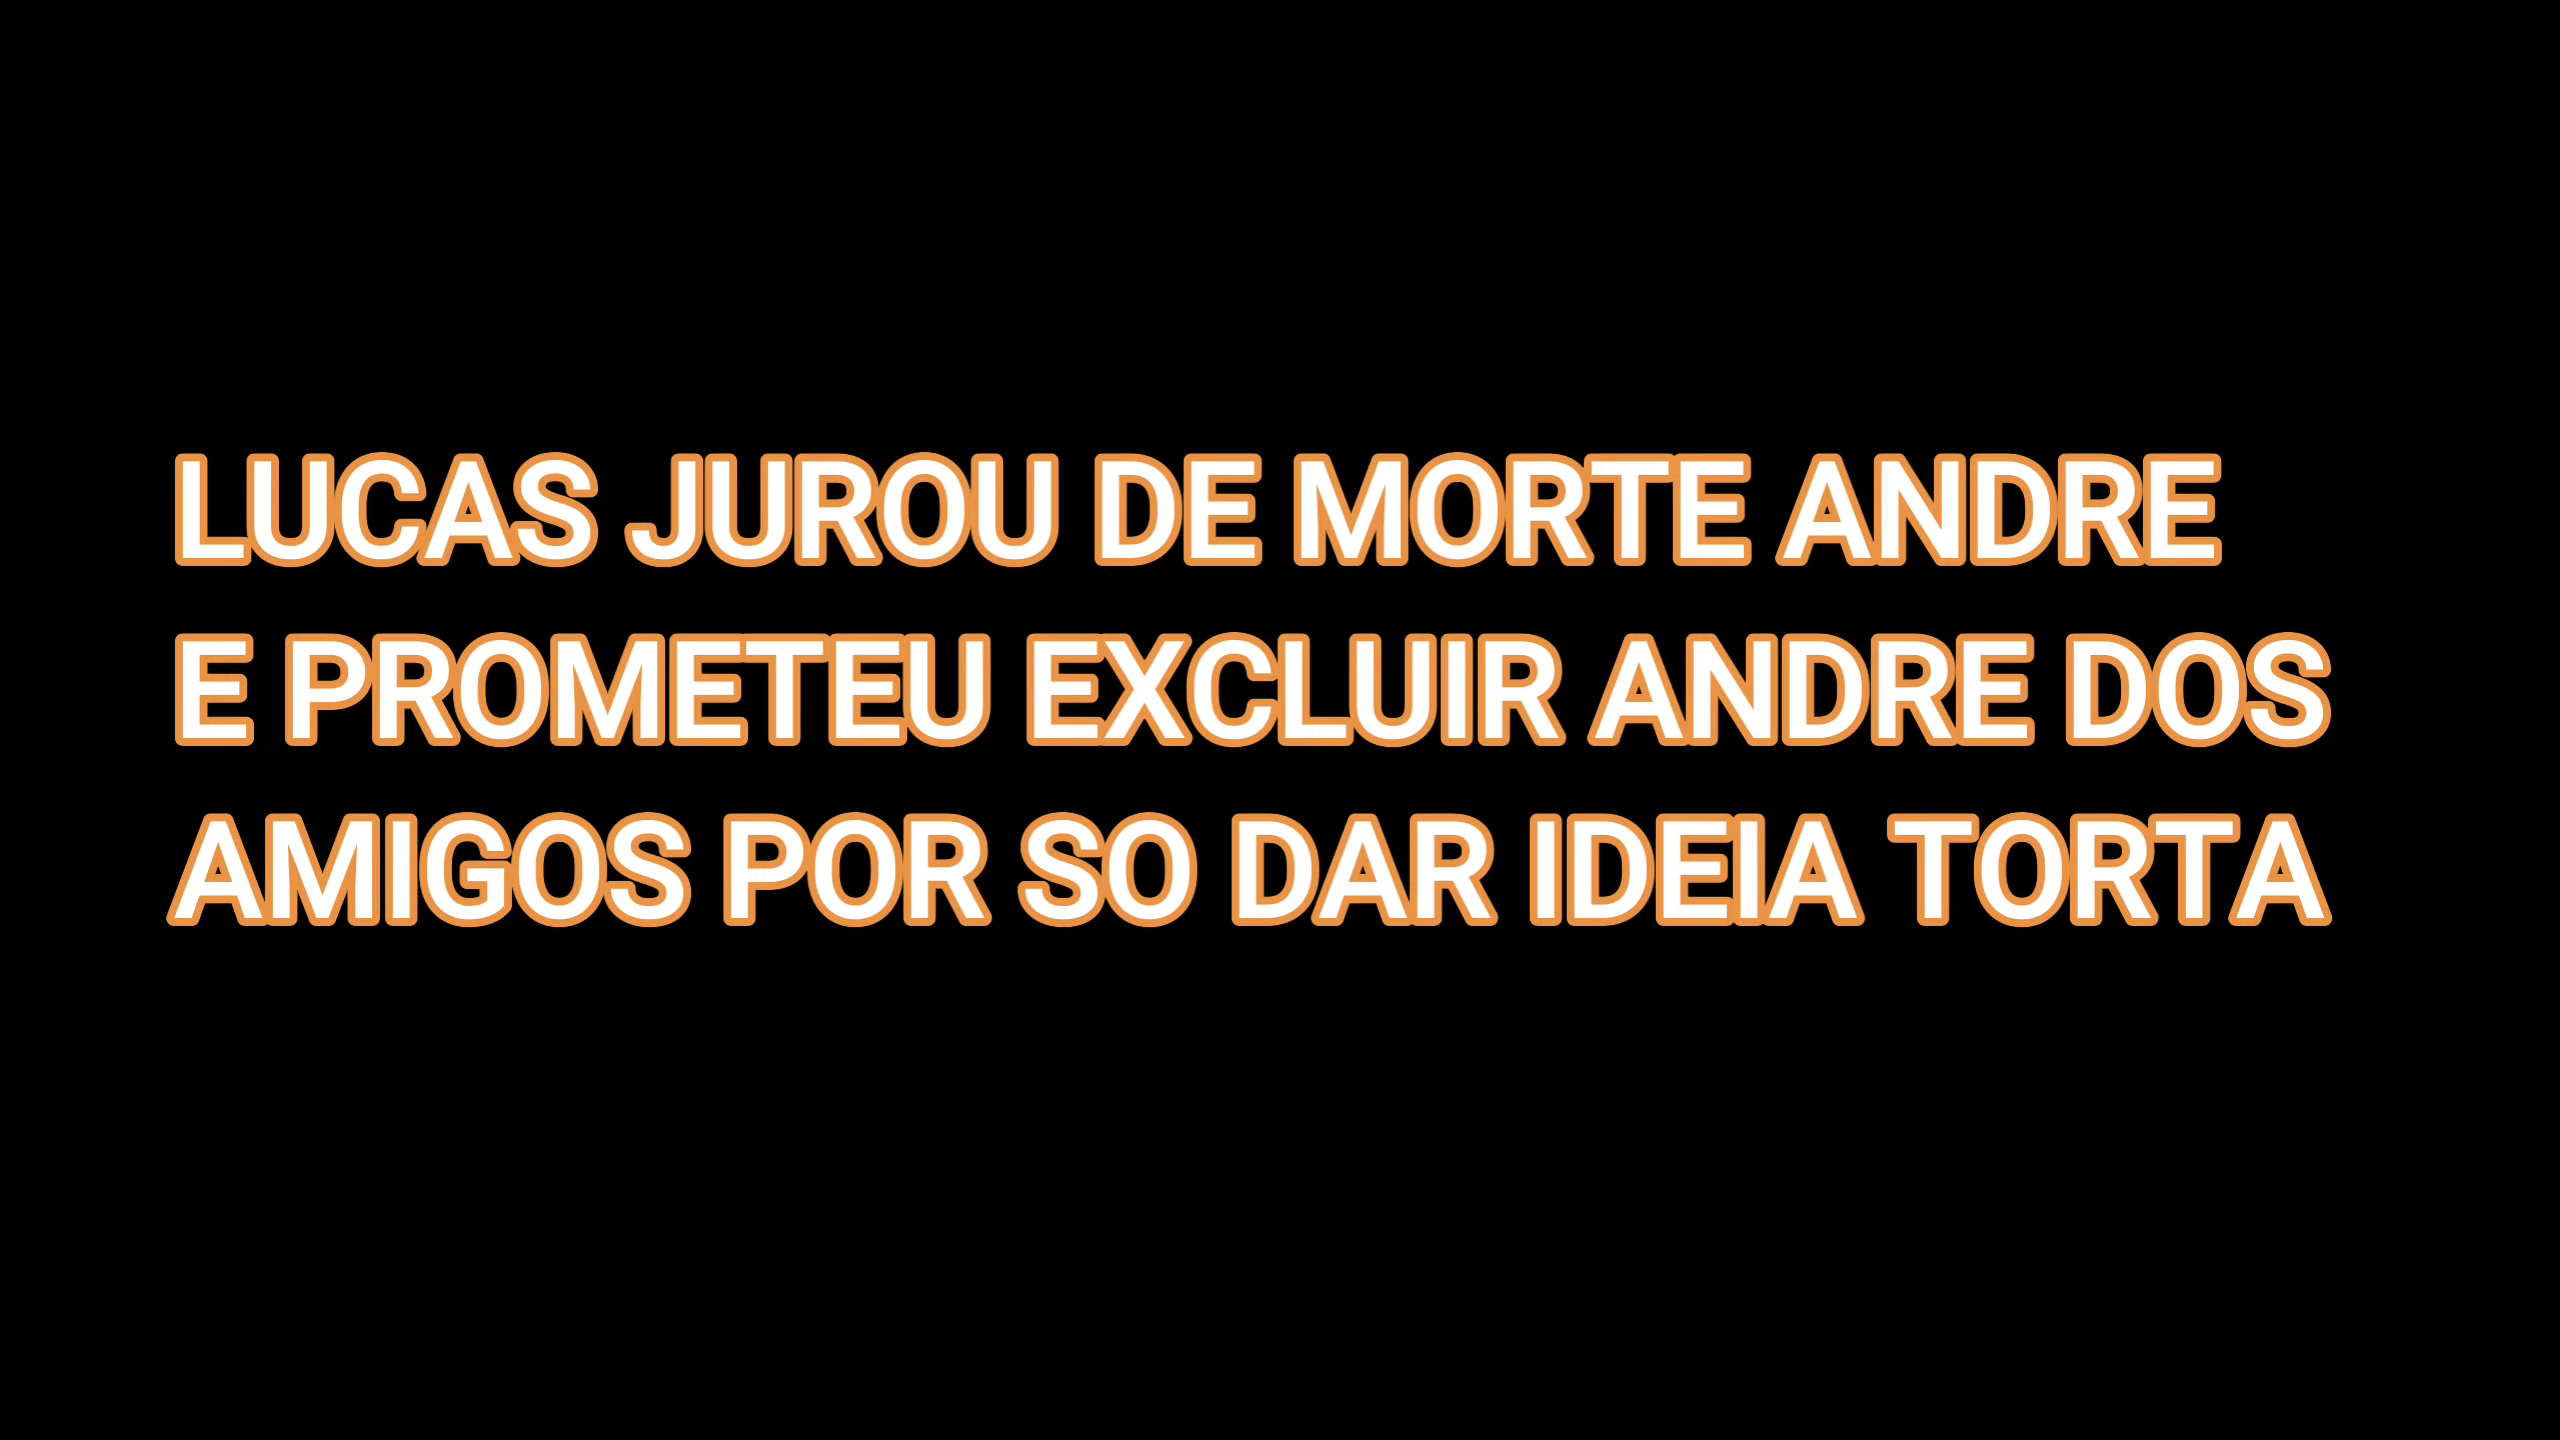 LUCAS JUROU DE MORTE ANDRE
E PROMETEU EXCLUIR ANDRE DOS
AMIGOS POR SO DAR IDEIA TORTA